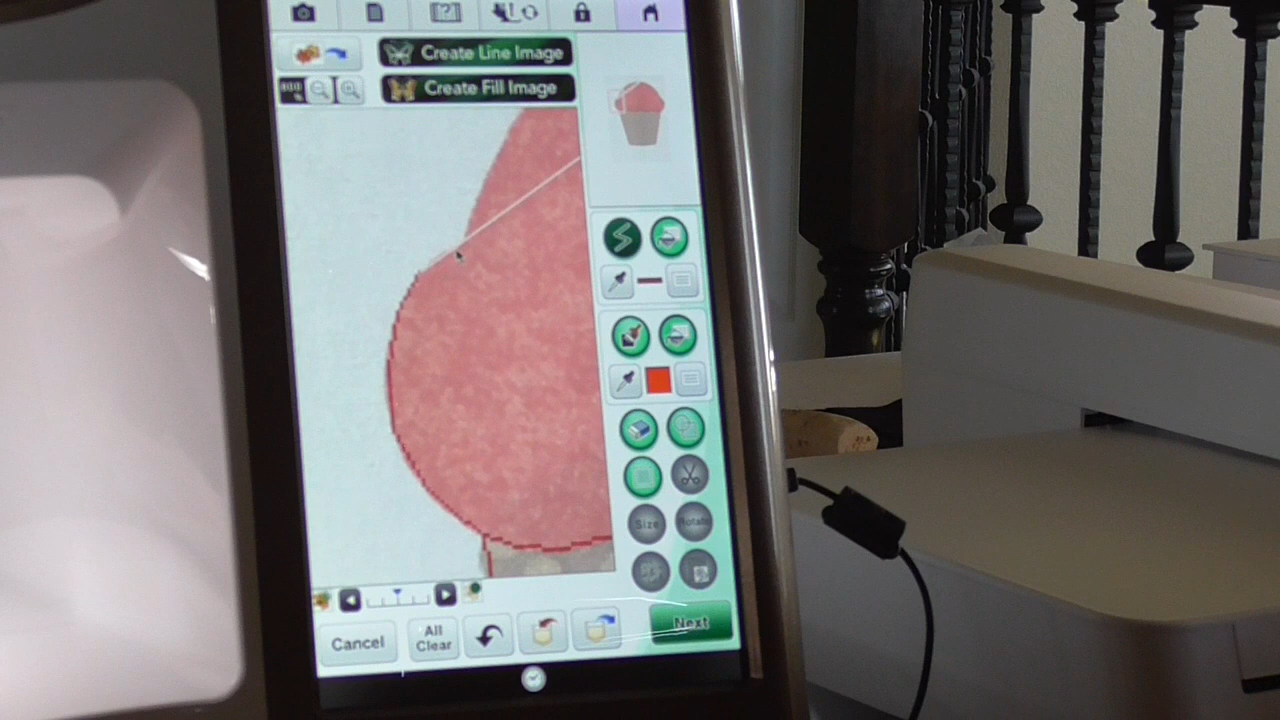 Create Line Image
Create Fill Image
Size
Rotate
Cancel
All
Clear
Next